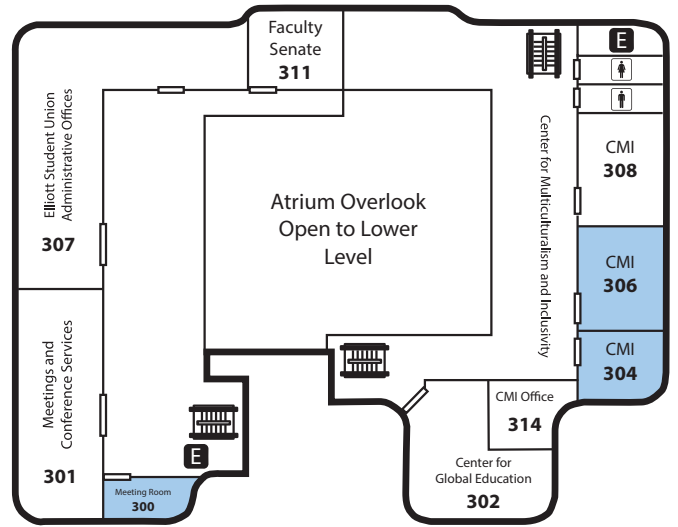 Faculty
Senate
311
E
CMI
308
Elliott Student Union
Administrative Offices
307
Center for Multiculturalism and Inclusivity
Atrium Overlook
Open to Lower
Level
CMI
306
CMI
304
Meetings and
Conference Services
301
CMI Office
314
E
Center for
Global Education
302
Meeting Room
300